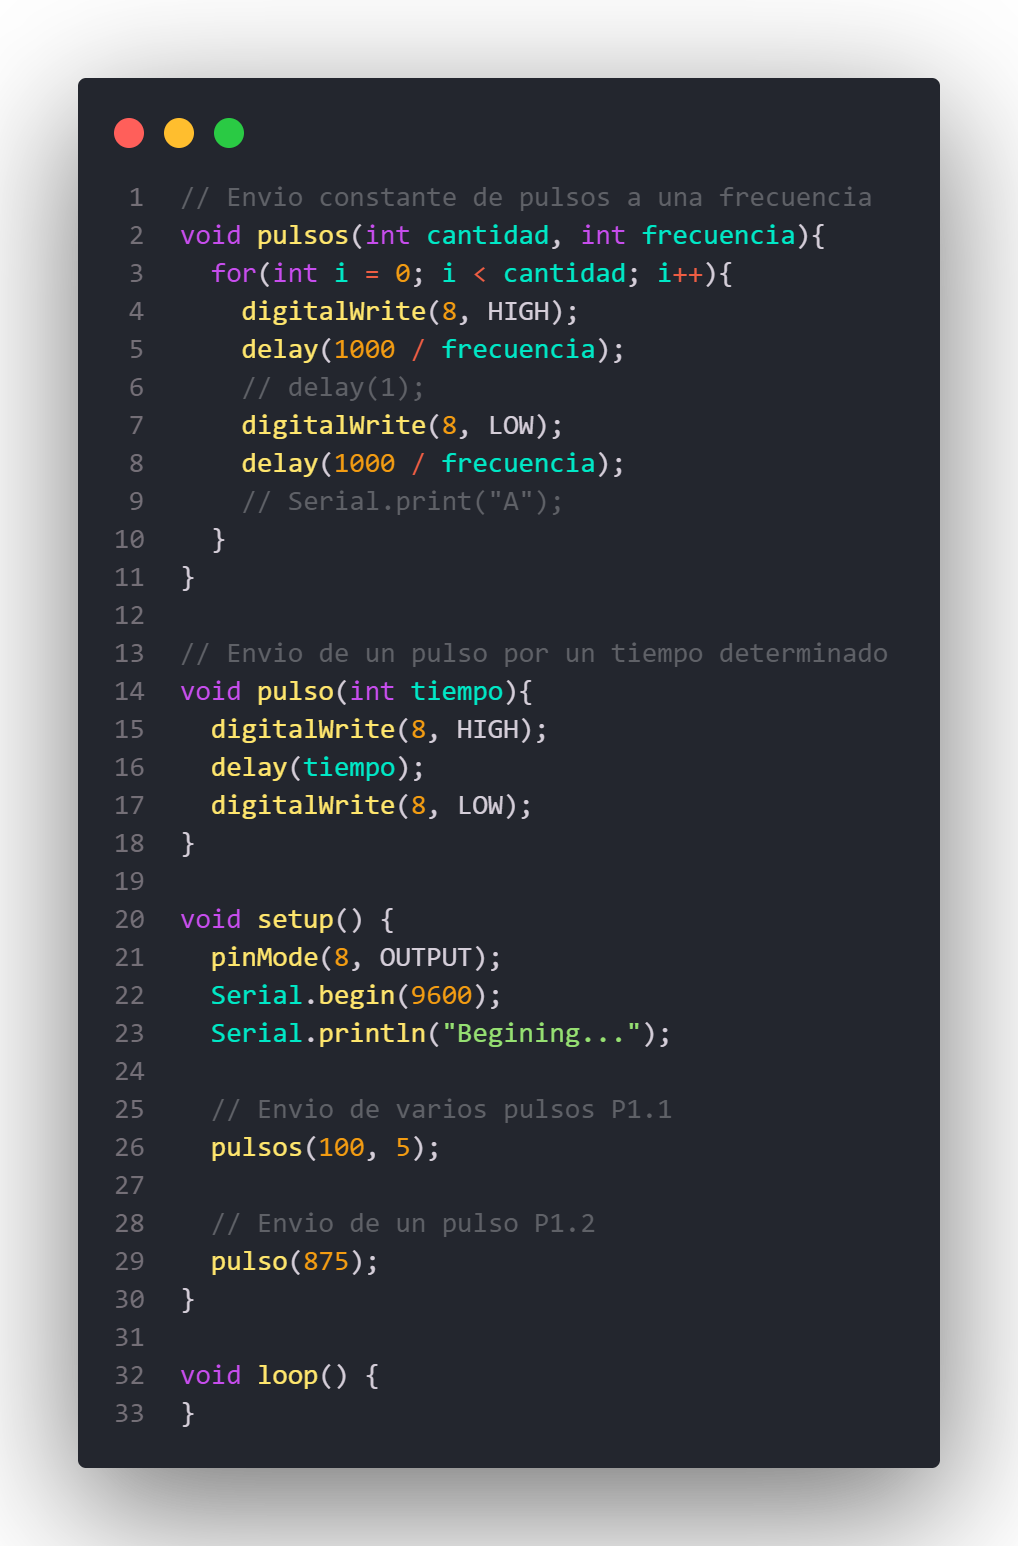 1 // Envio constante de pulsos a una frecuencia
2 void pulsos(int cantidad, int frecuencia){
3   for(int i = 0; i < cantidad; i++){
4     digitalWrite(8, HIGH);
5     delay(1000 / frecuencia);
6     // delay(1);
7     digitalWrite(8, LOW);
8     delay(1000 / frecuencia);
9     // Serial.print("A");
10   }
11 }
12
13 // Envio de un pulso por un tiempo determinado
14 void pulso(int tiempo){
15   digitalWrite(8, HIGH);
16   delay(tiempo);
17   digitalWrite(8, LOW);
18 }
19
20 void setup() {
21   pinMode(8, OUTPUT);
22   Serial.begin(9600);
23   Serial.println("Begining...");
24
25   // Envio de varios pulsos P1.1
26   pulsos(100, 5);
27
28   // Envio de un pulso P1.2
29   pulso(875);
30 }
31
32 void loop() {
33 }